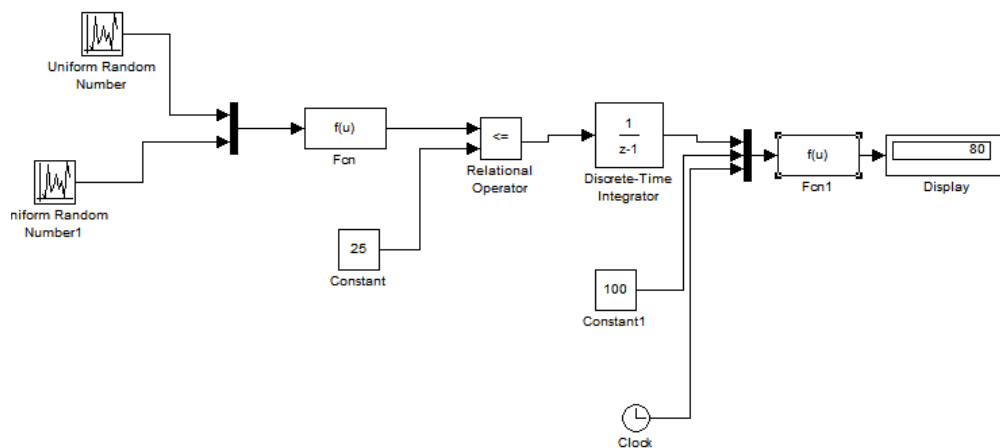 Uniform Random
Number
niform Random
Number1
f(u)
Fcn
25
Constant
<=
Relational
Operator
1
z-1
Discrete-Time
Integrator
100
Constant1
Clock
f(u)
Fcn1
80
Display